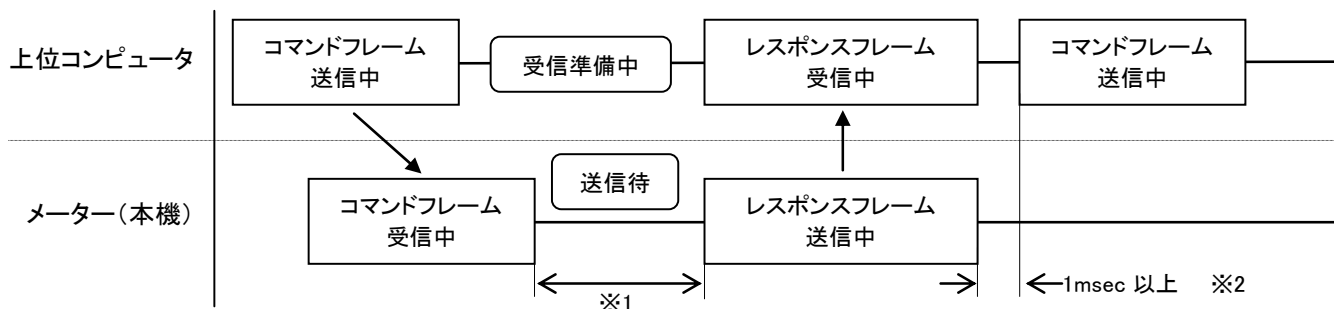 上位コンピュータ
コマンドフレーム
送信中
受信準備中
レスポンスフレーム
受信中
コマンドフレーム
送信中
メーター(本機)
コマンドフレーム
受信中
送信待
レスポンスフレーム
送信中
※1
1msec 以上 ※2